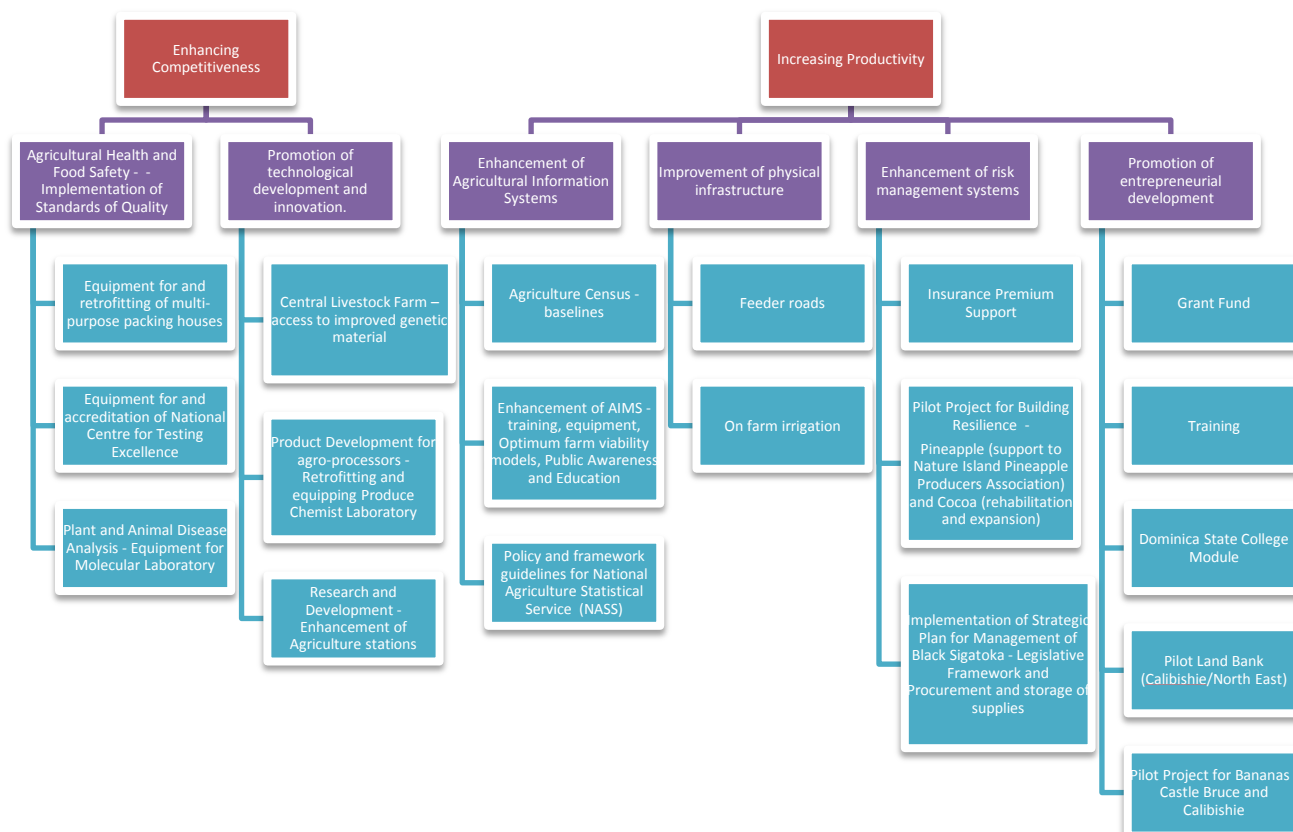 Enhancing
Competitiveness
Increasing Productivity
Agricultural Health and
Food Safety - -
Implementation of
Standards of Quality
Promotion of
technological
development and
innovation.
Enhancement of
Agricultural Information
Systems
Improvement of physical
infrastructure
Enhancement of risk
management systems
Promotion of
entrepreneurial
development
Equipment for and
retrofitting of multi-
purpose packing houses
Equipment for and
accreditation of National
Centre for Testing
Excellence
Plant and Animal Disease
Analysis - Equipment for
Molecular Laboratory
Central Livestock Farm –
access to improved genetic
material
Product Development for
agro-processors -
Retrofitting and
equipping Produce
Chemist Laboratory
Research and
Development -
Enhancement of
Agriculture stations
Agriculture Census -
baselines
Enhancement of AIMS -
training, equipment,
Optimum farm viability
models, Public Awareness
and Education
Policy and framework
guidelines for National
Agriculture Statistical
Service (NASS)
Feeder roads
On farm irrigation
Insurance Premium
Support
Pilot Project for Building
Resilience -
Pineapple (support to
Nature Island Pineapple
Producers Association)
and Cocoa (rehabilitation
and expansion)
Implementation of Strategic
Plan for Management of
Black Sigatoka - Legislative
Framework and
Procurement and storage of
supplies
Grant Fund
Training
Dominica State College
Module
Pilot Land Bank
(Calibishie/North East)
Pilot Project for Bananas
Castle Bruce and
Calibishie